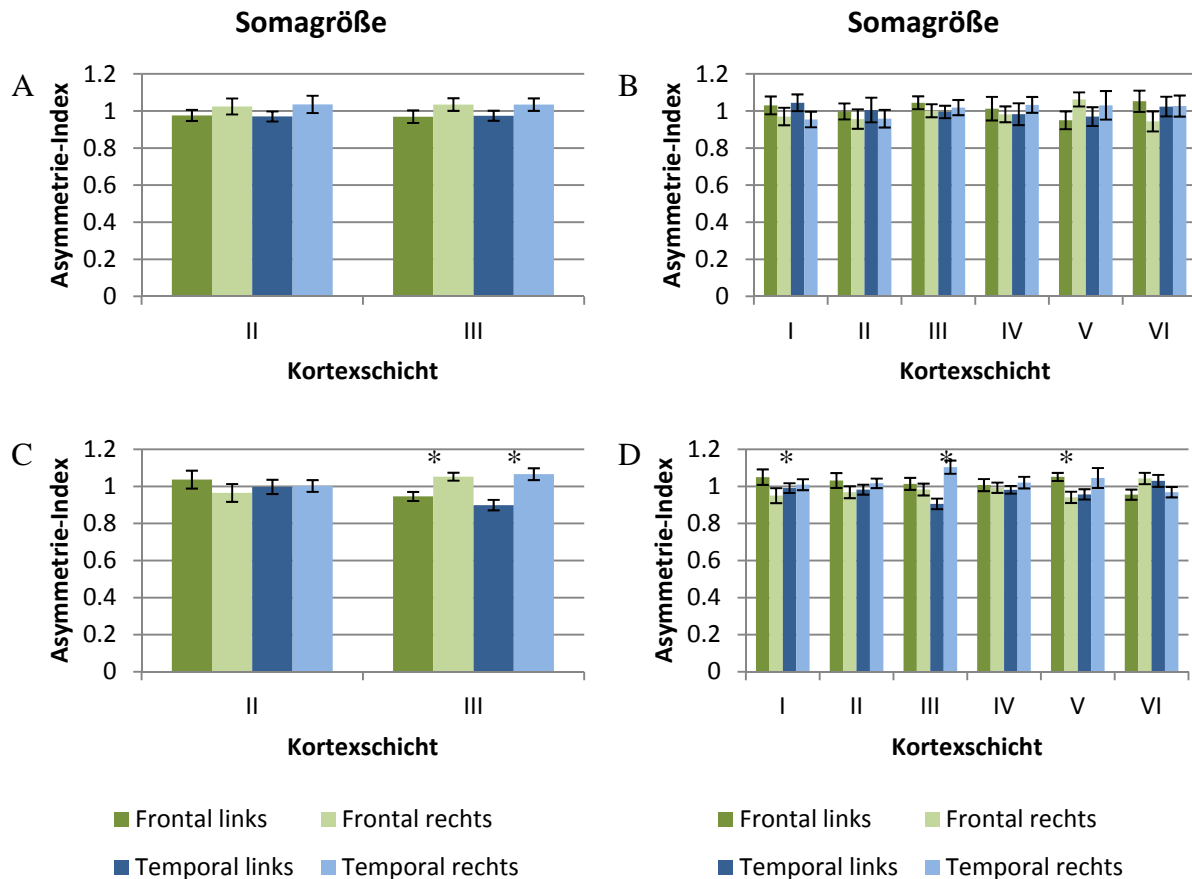 Somagröße
A
Asymmetrie-Index
1.2
1
0.8
0.6
0.4
0.2
0
II III
Kortexschicht
Somagröße
B
Asymmetrie-Index
1.2
1
0.8
0.6
0.4
0.2
0
I II III IV V VI
Kortexschicht
C
Asymmetrie-Index
1.2
1
0.8
0.6
0.4
0.2
0
* *
II III
Kortexschicht
Frontal links Frontal rechts
Temporal links Temporal rechts
D
Asymmetrie-Index
1.2
1
0.8
0.6
0.4
0.2
0
* * *
I II III IV V VI
Kortexschicht
Frontal links Frontal rechts
Temporal links Temporal rechts